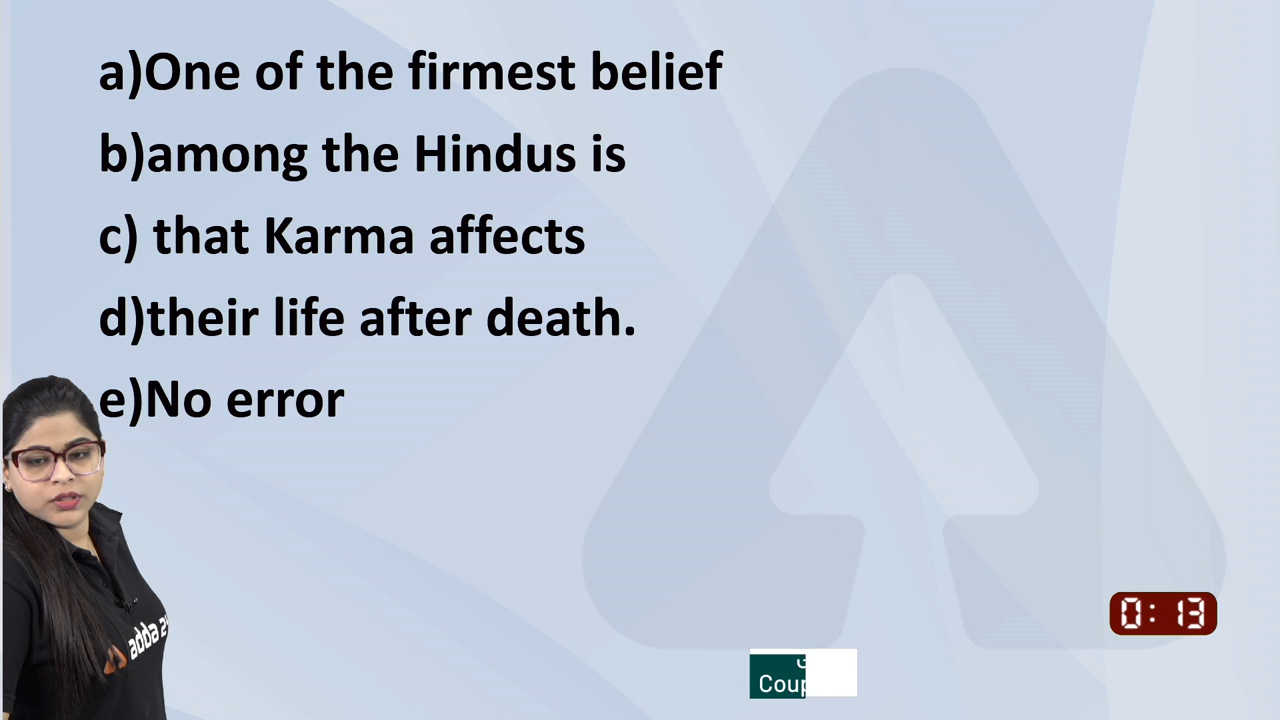 a)One of the firmest belief
b)among the Hindus is
c) that Karma affects
d)their life after death.
e)No error
adda
0:13